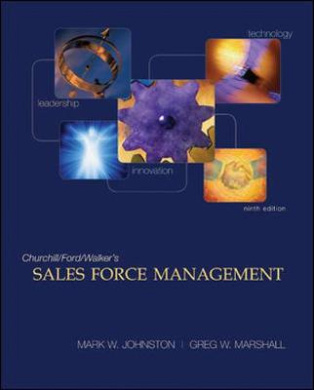 technology
leadership
innovation
ninth edition
Churchill/Ford/Walker's
SALES FORCE MANAGEMENT
MARK W. JOHNSTON | GREG W. MARSHALL